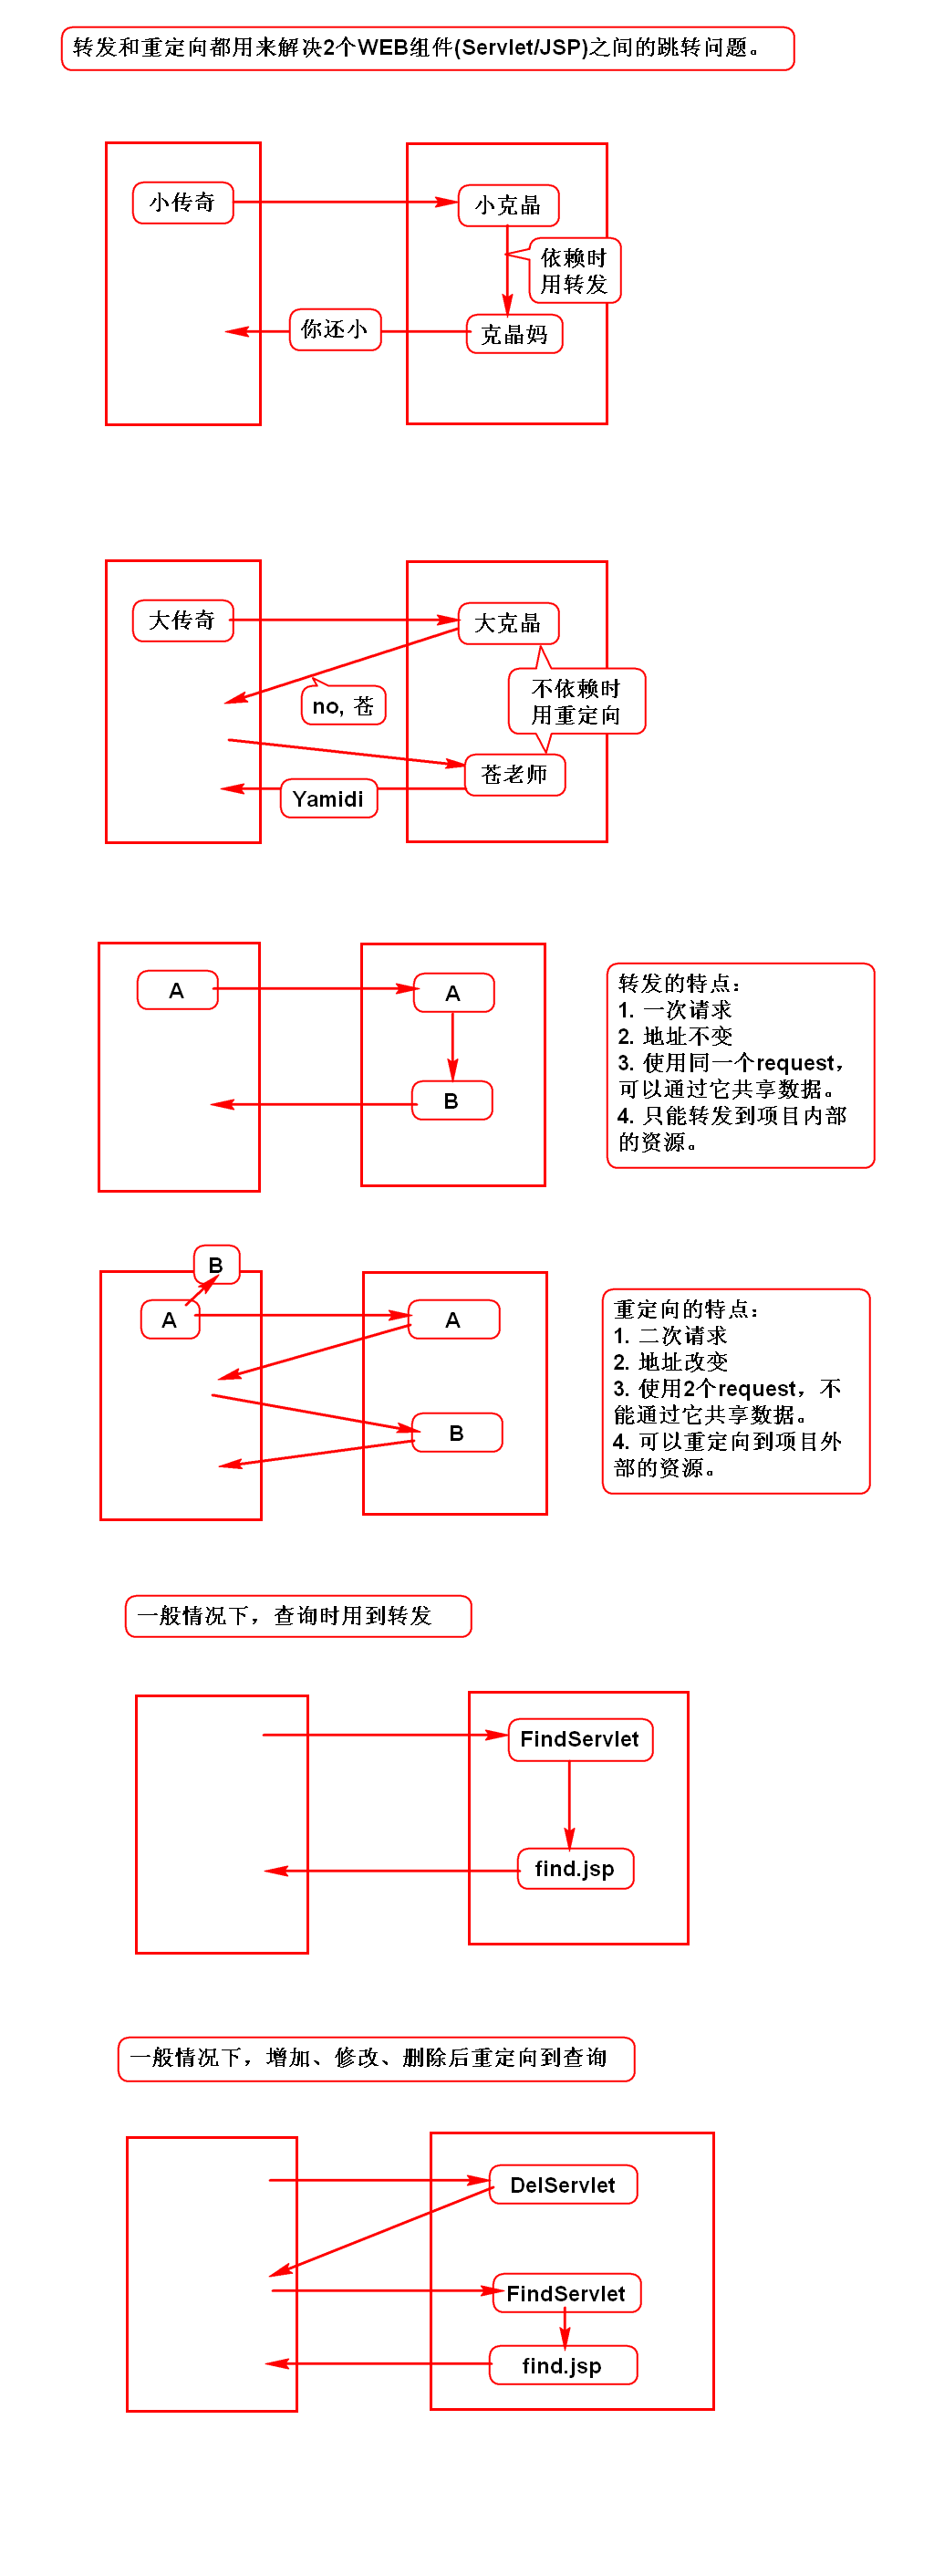 转发和重定向都用来解决2个WEB组件(Servlet/JSP)之间的跳转问题。
小传奇
小克晶
依赖时
用转发
你还小
克晶妈
大传奇
大克晶
no, 苍
不依赖时
用重定向
苍老师
Yamidi
A
A
B
转发的特点：
1. 一次请求
2. 地址不变
3. 使用同一个request，
可以通过它共享数据。
4. 只能转发到项目内部
的资源。
B
A
A
B
重定向的特点：
1. 二次请求
2. 地址改变
3. 使用2个request，不
能通过它共享数据。
4. 可以重定向到项目外
部的资源。
一般情况下，查询时用到转发
FindServlet
find.jsp
一般情况下，增加、修改、删除后重定向到查询
DelServlet
FindServlet
find.jsp